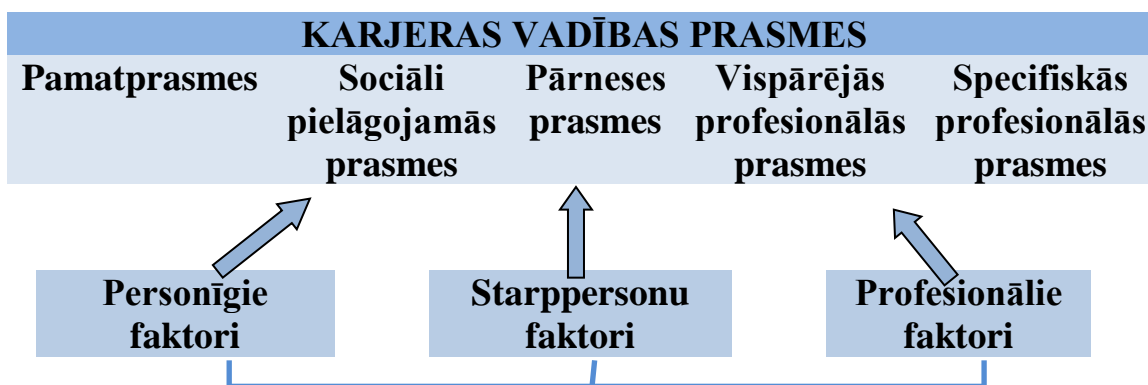 KARJERAS VADĪBAS PRASMES
Pamatprasmes
Sociāli
pielāgojamās
prasmes
Pārneses
prasmes
Vispārējās
profesionālās
prasmes
Specifiskās
profesionālās
prasmes
Personīgie
faktori
Starppersonu
faktori
Profesionālie
faktori